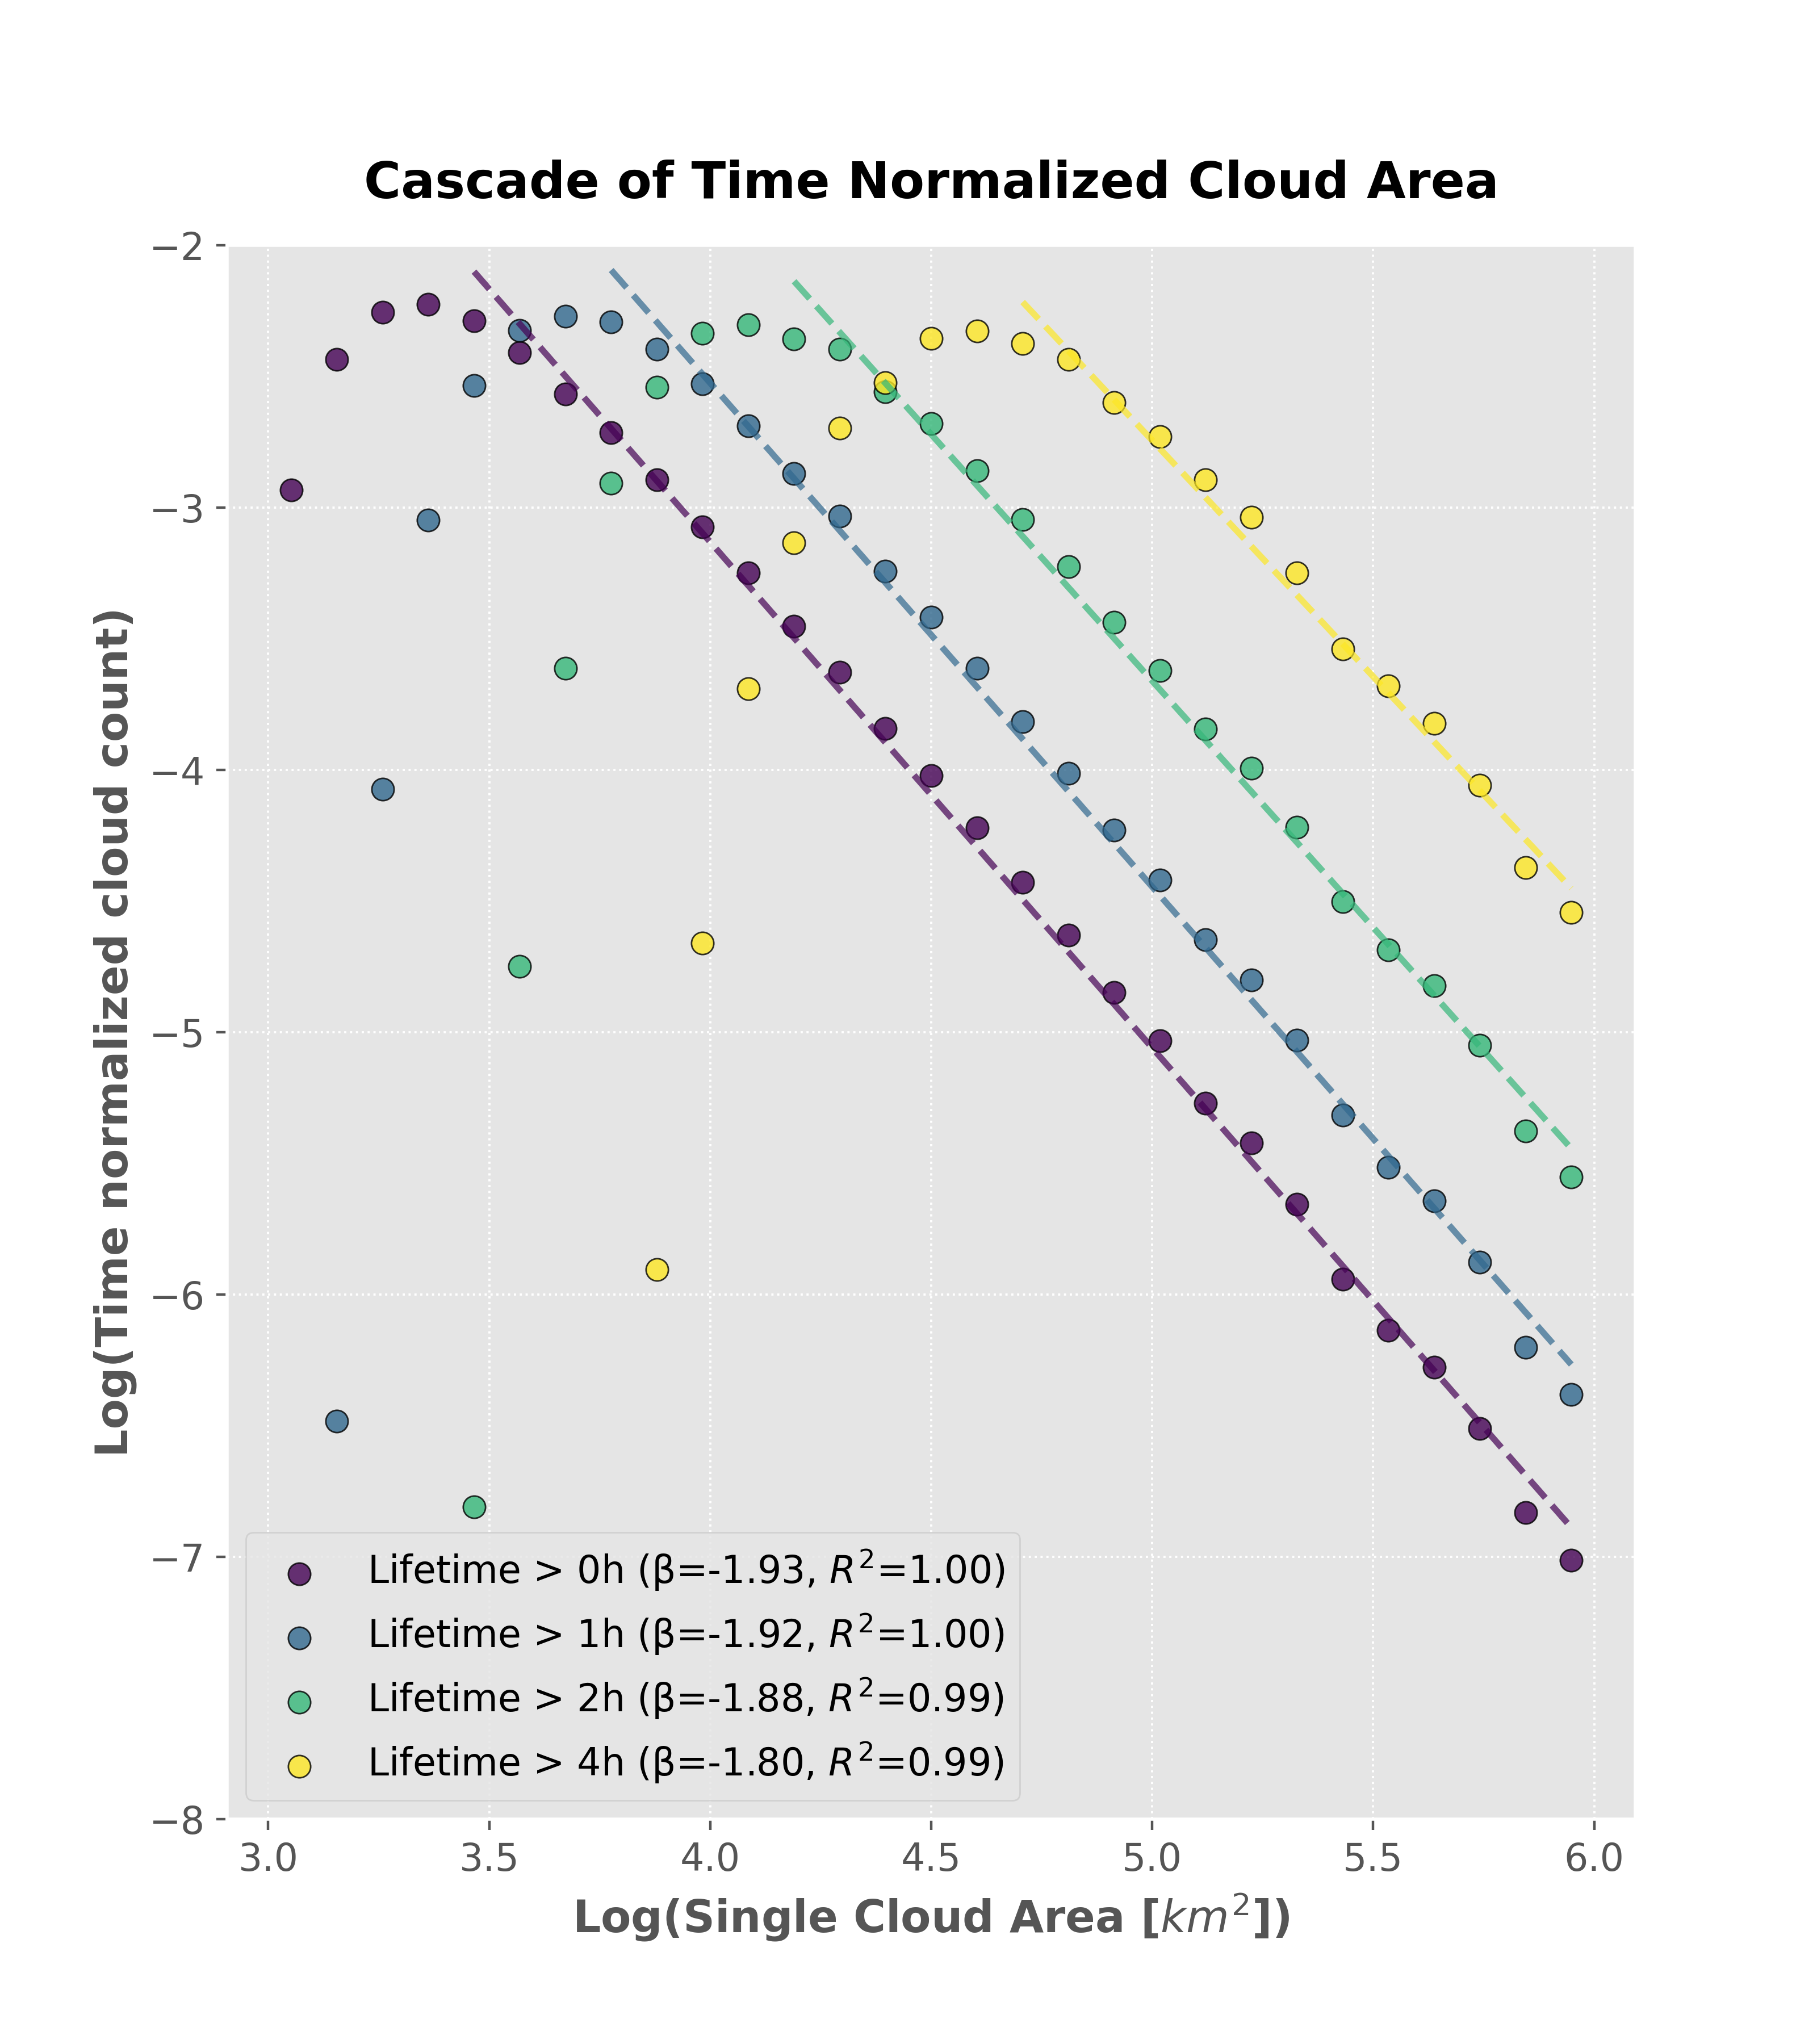 Cascade of Time Normalized Cloud Area
Log(Time normalized cloud count)
−2
−3
−4
−5
−6
−7
−8
Lifetime > 0h (β=-1.93, R²=1.00)
Lifetime > 1h (β=-1.92, R²=1.00)
Lifetime > 2h (β=-1.88, R²=0.99)
Lifetime > 4h (β=-1.80, R²=0.99)
3.0 3.5 4.0 4.5 5.0 5.5 6.0
Log(Single Cloud Area [km²])